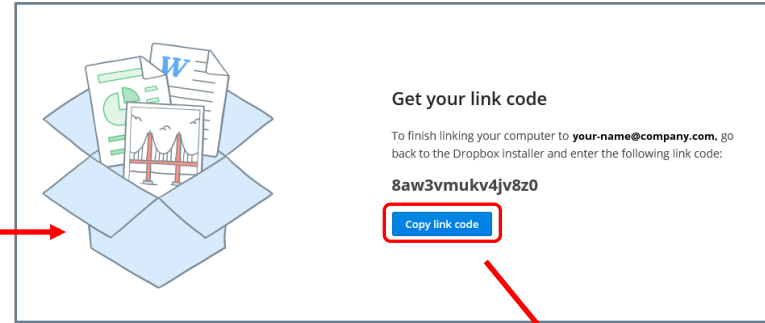 W
Get your link code
To finish linking your computer to your-name@company.com, go
back to the Dropbox installer and enter the following link code:
8aw3vmukv4jv8z0
Copy link code